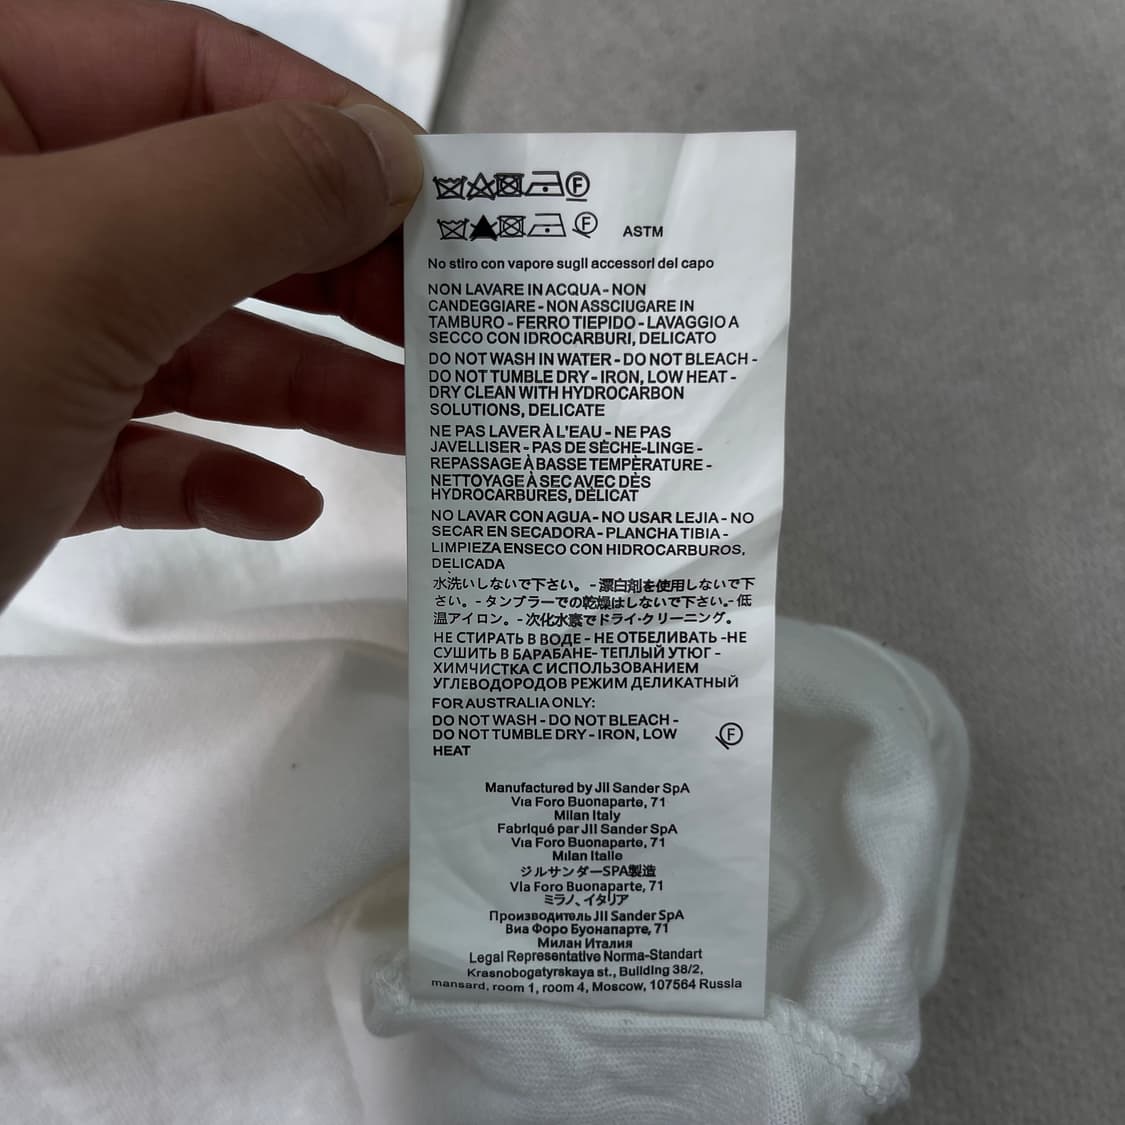 F
F ASTM
No stiro con vapore sugli accessori del capo
NON LAVARE IN ACQUA - NON
CANDEGGIARE - NON ASSCIUGARE IN
TAMBURO - FERRO TIEPIDO - LAVAGGIO A
SECCO CON IDROCARBURI, DELICATO
DO NOT WASH IN WATER - DO NOT BLEACH -
DO NOT TUMBLE DRY - IRON, LOW HEAT -
DRY CLEAN WITH HYDROCARBON
SOLUTIONS, DELICATE
NE PAS LAVER À L'EAU - NE PAS
JAVELLISER - PAS DE SÈCHE-LINGE -
REPASSAGE À BASSE TEMPÈRATURE -
NETTOYAGE À SEC AVEC DÈS
HYDROCARBURES, DÈLICAT
NO LAVAR CON AGUA - NO USAR LEJIA - NO
SECAR EN SECADORA - PLANCHA TIBIA -
LIMPIEZA ENSECO CON HIDROCARBUROS,
DELICADA
水洗いしないで下さい。 - 漂白剤を使用しないで下
さい。 - タンブラーでの乾燥はしないで下さい。- 低
温アイロン。 - 次化水素でドライ・クリーニング。
НЕ СТИРАТЬ В ВОДЕ - НЕ ОТБЕЛИВАТЬ -НЕ
СУШИТЬ В БАРАБАНЕ- ТЕПЛЫЙ УТЮГ -
ХИМЧИСТКА С ИСПОЛЬЗОВАНИЕМ
УГЛЕВОДОРОДОВ РЕЖИМ ДЕЛИКАТНЫЙ
FOR AUSTRALIA ONLY:
DO NOT WASH - DO NOT BLEACH -
DO NOT TUMBLE DRY - IRON, LOW
HEAT
F
Manufactured by Jil Sander SpA
Via Foro Buonaparte, 71
Milan Italy
Fabriqué par Jil Sander SpA
Via Foro Buonaparte, 71
Milan Italie
ジルサンダーSPA製造
Via Foro Buonaparte, 71
ミラノ、イタリア
Производитель Jil Sander SpA
Виа Форо Буонапарте, 71
Милан Италия
Legal Representative Norma-Standart
Krasnobogatyrskaya st., Building 38/2,
mansard, room 1, room 4, Moscow, 107564 Russia